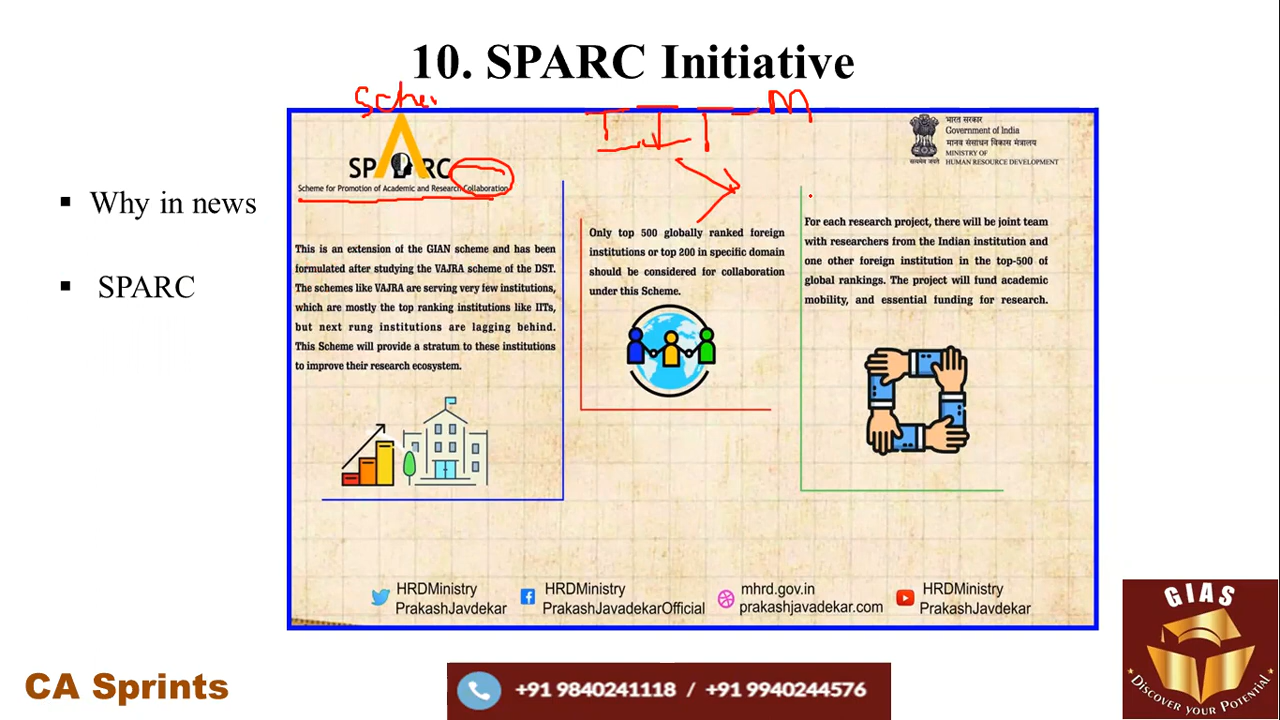 10. SPARC Initiative
IIT - M
SPARC
Scheme for Promotion of Academic and Research Collaboration
भारत सरकार
Government of India
मानव संसाधन विकास मंत्रालय
MINISTRY OF
HUMAN RESOURCE DEVELOPMENT
सत्यमेव जयते
▪ Why in news
▪ SPARC
This is an extension of the GIAN scheme and has been
formulated after studying the VAJRA scheme of the DST.
The schemes like VAJRA are serving very few institutions,
which are mostly the top ranking institutions like IITs,
but next rung institutions are lagging behind.
This Scheme will provide a stratum to these institutions
to improve their research ecosystem.
Only top 500 globally ranked foreign
institutions or top 200 in specific domain
should be considered for collaboration
under this Scheme.
For each research project, there will be joint team
with researchers from the Indian institution and
one other foreign institution in the top-500 of
global rankings. The project will fund academic
mobility, and essential funding for research.
HRDMinistry
PrakashJavdekar
HRDMinistry
PrakashJavadekarOfficial
mhrd.gov.in
prakashjavadekar.com
HRDMinistry
PrakashJavdekar
CA Sprints
+91 9840241118 / +91 9940244576
GIAS
DISCOVER YOUR POTENTIAL